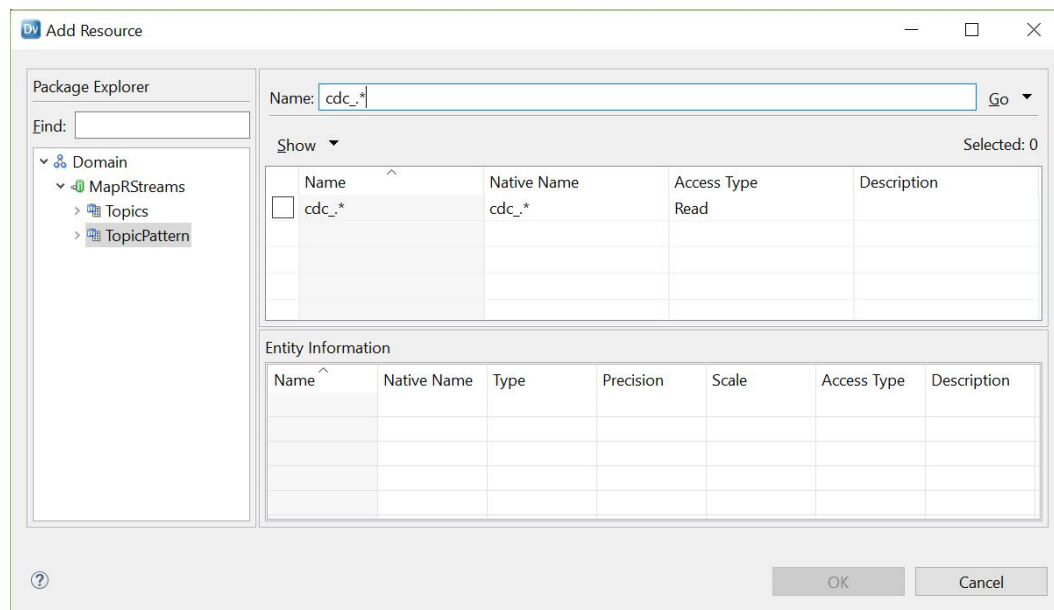 Dv Add Resource
Package Explorer
Find:
Domain
MapRStreams
Topics
TopicPattern
Name: cdc_.* Go
Show Selected: 0
Name Native Name Access Type Description
cdc_.* cdc_.* Read
Entity Information
Name Native Name Type Precision Scale Access Type Description
? OK Cancel